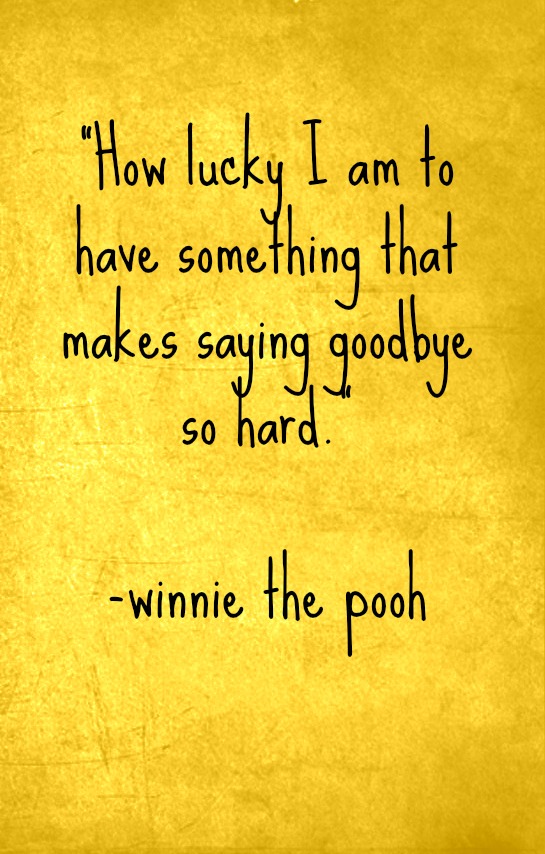 "How lucky I am to
have something that
makes saying goodbye
so hard."
-winnie the pooh